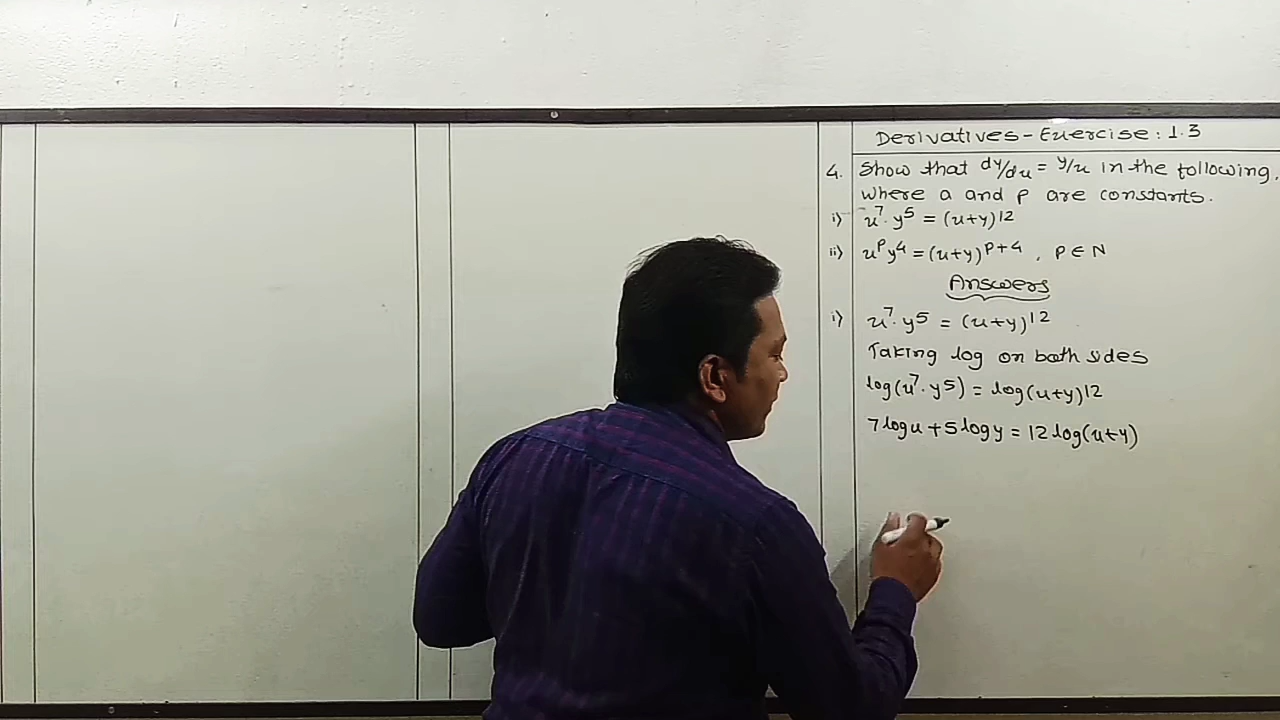 Derivatives - Exercise : 1.3
4. Show that dy/dx = y/x in the following,
where a and p are constants.
i) x⁷. y⁵ = (x+y)¹²
ii) xᵖ y⁴ = (x+y)ᵖ⁺⁴ , P ∈ N
Answers
i) x⁷. y⁵ = (x+y)¹²
Taking log on both sides
log(x⁷. y⁵) = log(x+y)¹²
7 log x + 5 log y = 12 log(x+y)